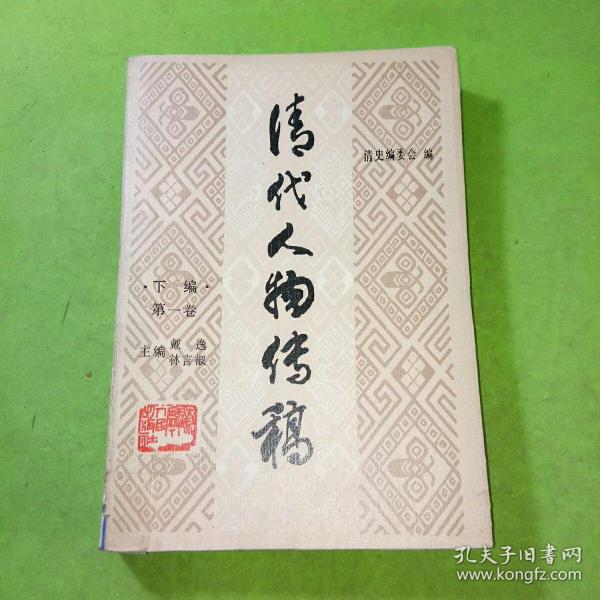 清代人物传稿
清史编委会 编
·下编·
第一卷
主编 戴逸
林言椒
孔夫子旧书网
www.kongfz.com